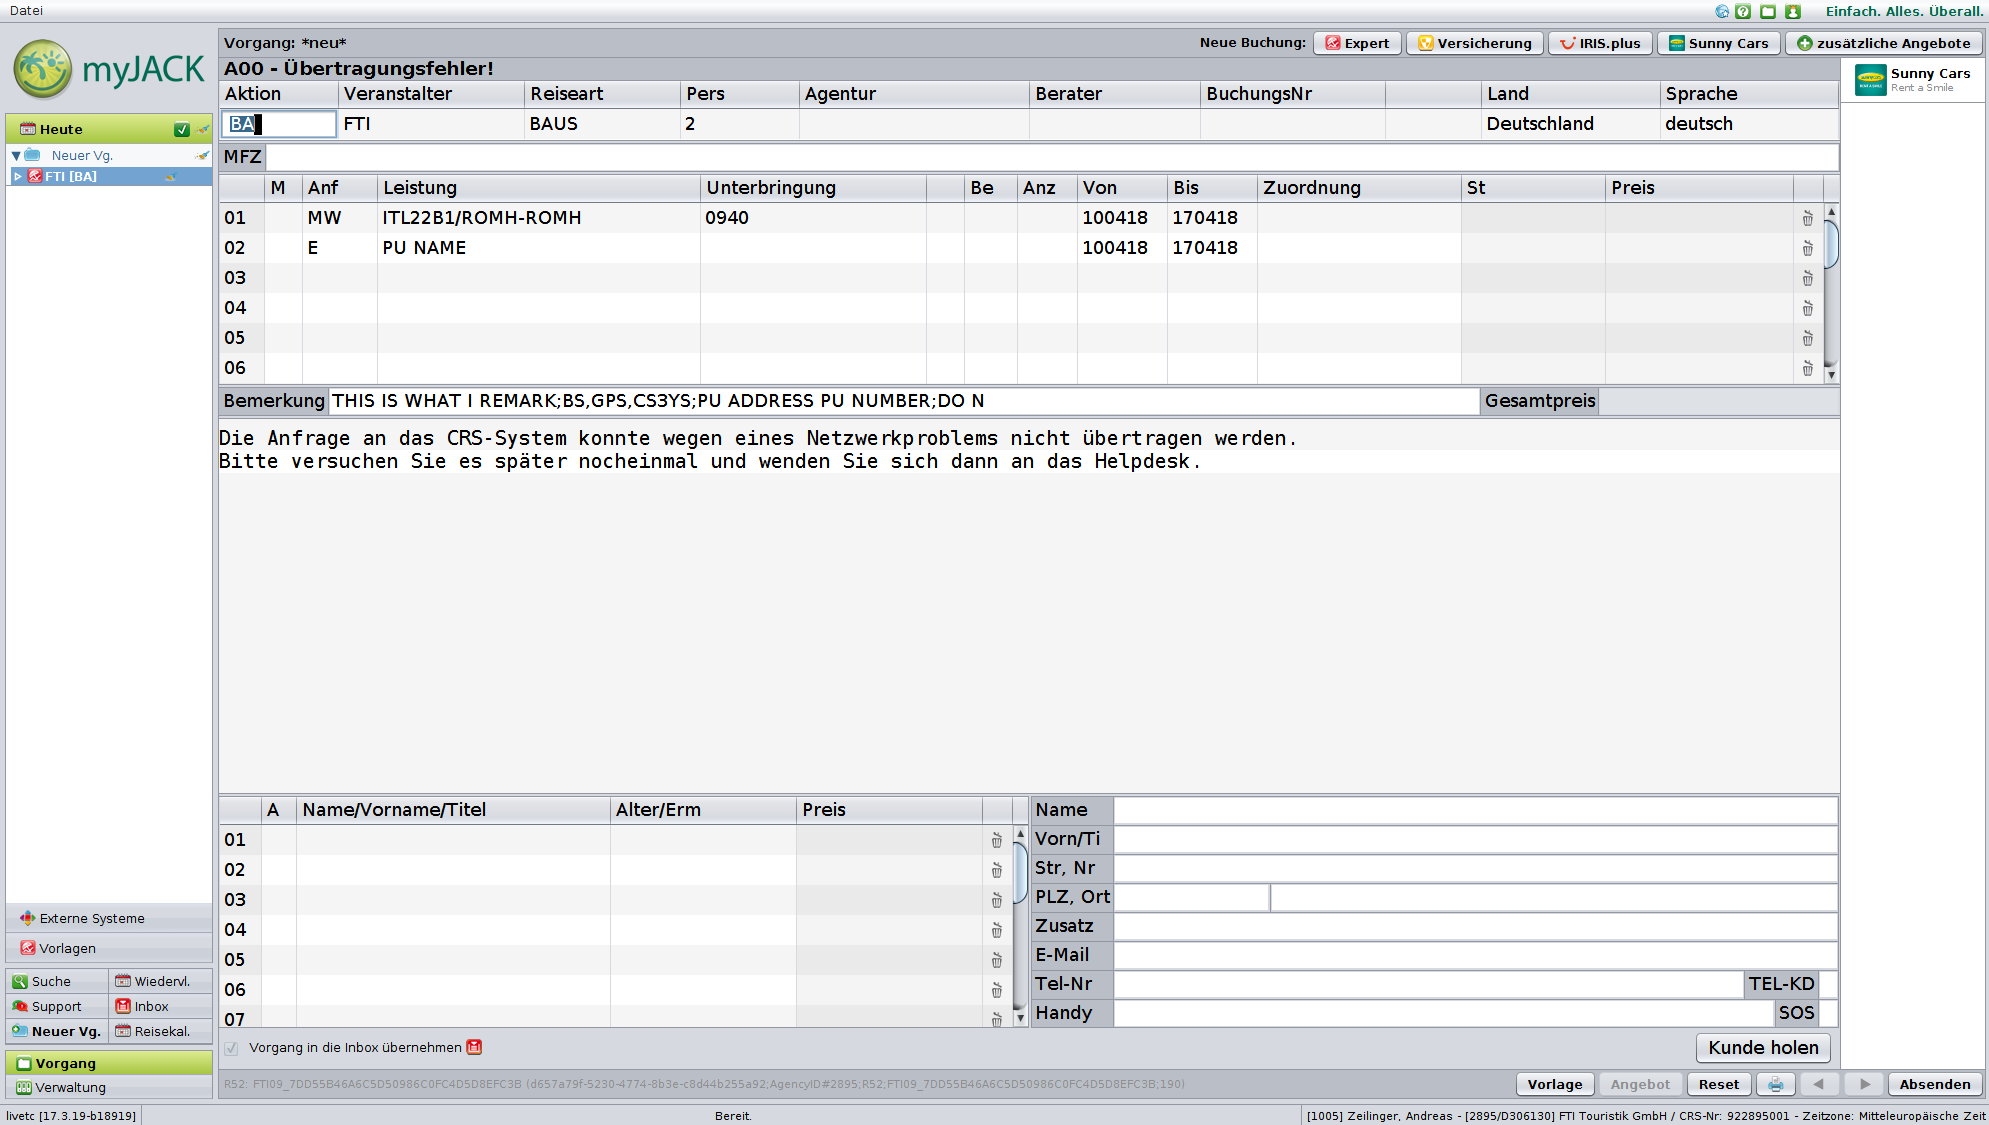 Datei
Einfach. Alles. Überall.
myJACK
Vorgang: *neu*
Neue Buchung: Expert Versicherung IRIS.plus Sunny Cars zusätzliche Angebote
A00 - Übertragungsfehler!
Sunny Cars
Rent a Smile
Aktion Veranstalter Reiseart Pers Agentur Berater BuchungsNr Land Sprache
BA FTI BAUS 2 Deutschland deutsch
Heute
Neuer Vg.
FTI [BA]
MFZ
M Anf Leistung Unterbringung Be Anz Von Bis Zuordnung St Preis
01 MW ITL22B1/ROMH-ROMH 0940 100418 170418
02 E PU NAME 100418 170418
03
04
05
06
Bemerkung THIS IS WHAT I REMARK;BS,GPS,CS3YS;PU ADDRESS PU NUMBER;DO N Gesamtpreis
Die Anfrage an das CRS-System konnte wegen eines Netzwerkproblems nicht übertragen werden.
Bitte versuchen Sie es später nocheinmal und wenden Sie sich dann an das Helpdesk.
A Name/Vorname/Titel Alter/Erm Preis
01
02
03
04
05
06
07
Name
Vorn/Ti
Str, Nr
PLZ, Ort
Zusatz
E-Mail
Tel-Nr TEL-KD
Handy SOS
Externe Systeme
Vorlagen
Suche Wiedervl.
Support Inbox
Neuer Vg. Reisekal.
Vorgang
Verwaltung
Vorgang in die Inbox übernehmen
Kunde holen
R52: FTI09_7DD55B46A6C5D50986C0FC4D5D8EFC3B (d657a79f-5230-4774-8b3e-c8d44b255a92;AgencyID#2895;R52;FTI09_7DD55B46A6C5D50986C0FC4D5D8EFC3B;190)
Vorlage Angebot Reset Absenden
livetc [17.3.19-b18919] Bereit. [1005] Zeilinger, Andreas - [2895/D306130] FTI Touristik GmbH / CRS-Nr: 922895001 - Zeitzone: Mitteleuropäische Zeit